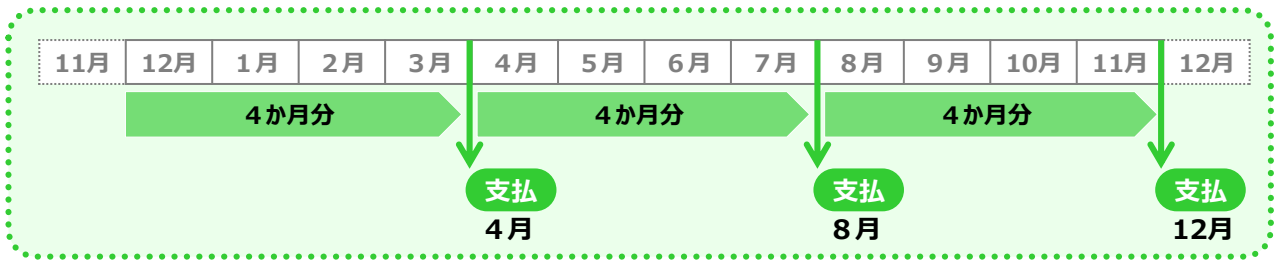 11月 12月 1月 2月 3月 4月 5月 6月 7月 8月 9月 10月 11月 12月
4か月分 4か月分 4か月分
支払 支払 支払
4月 8月 12月